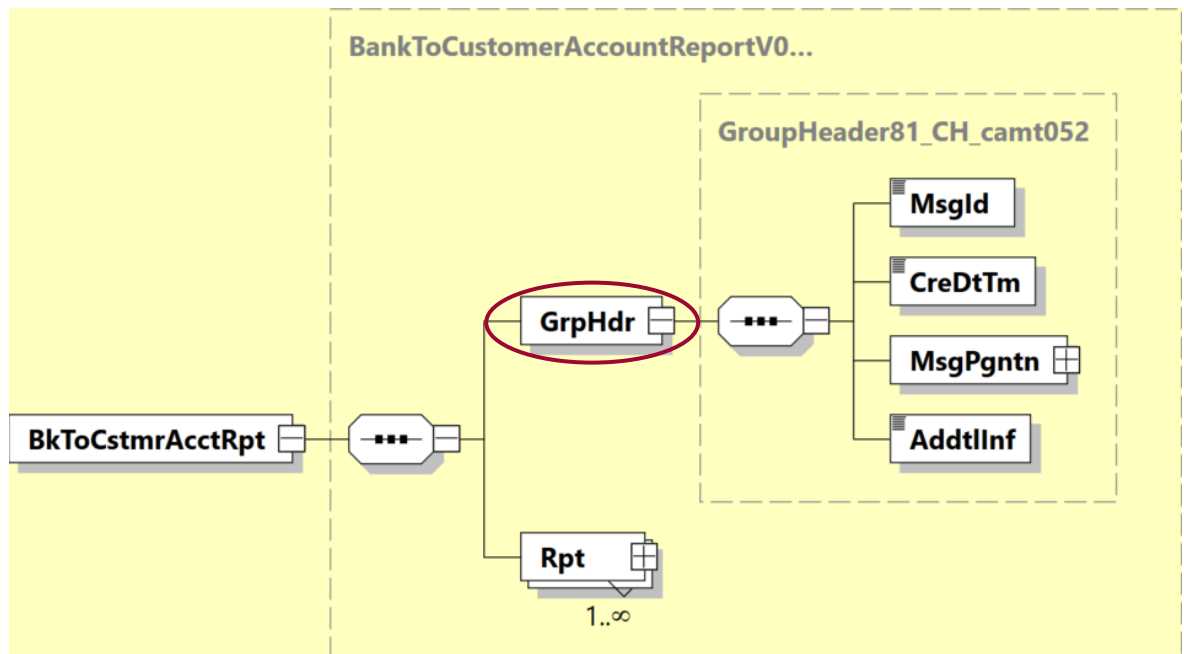 BankToCustomerAccountReportV0...
GroupHeader81_CH_camt052
MsgId
CreDtTm
GrpHdr
MsgPgntn
BkToCstmrAcctRpt
AddtlInf
Rpt
1..∞